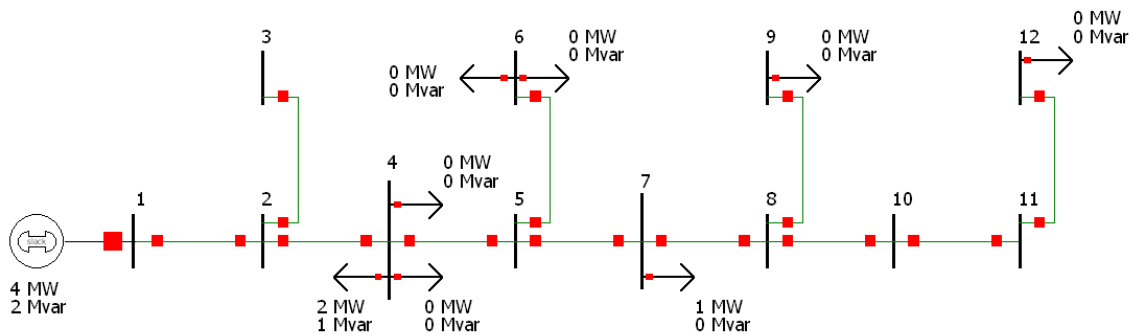 3
6
0 MW
0 Mvar
9
0 MW
0 Mvar
12
0 MW
0 Mvar
0 MW
0 Mvar
4
0 MW
0 Mvar
1
2
5
7
8
10
11
slack
4 MW
2 Mvar
2 MW
1 Mvar
0 MW
0 Mvar
1 MW
0 Mvar